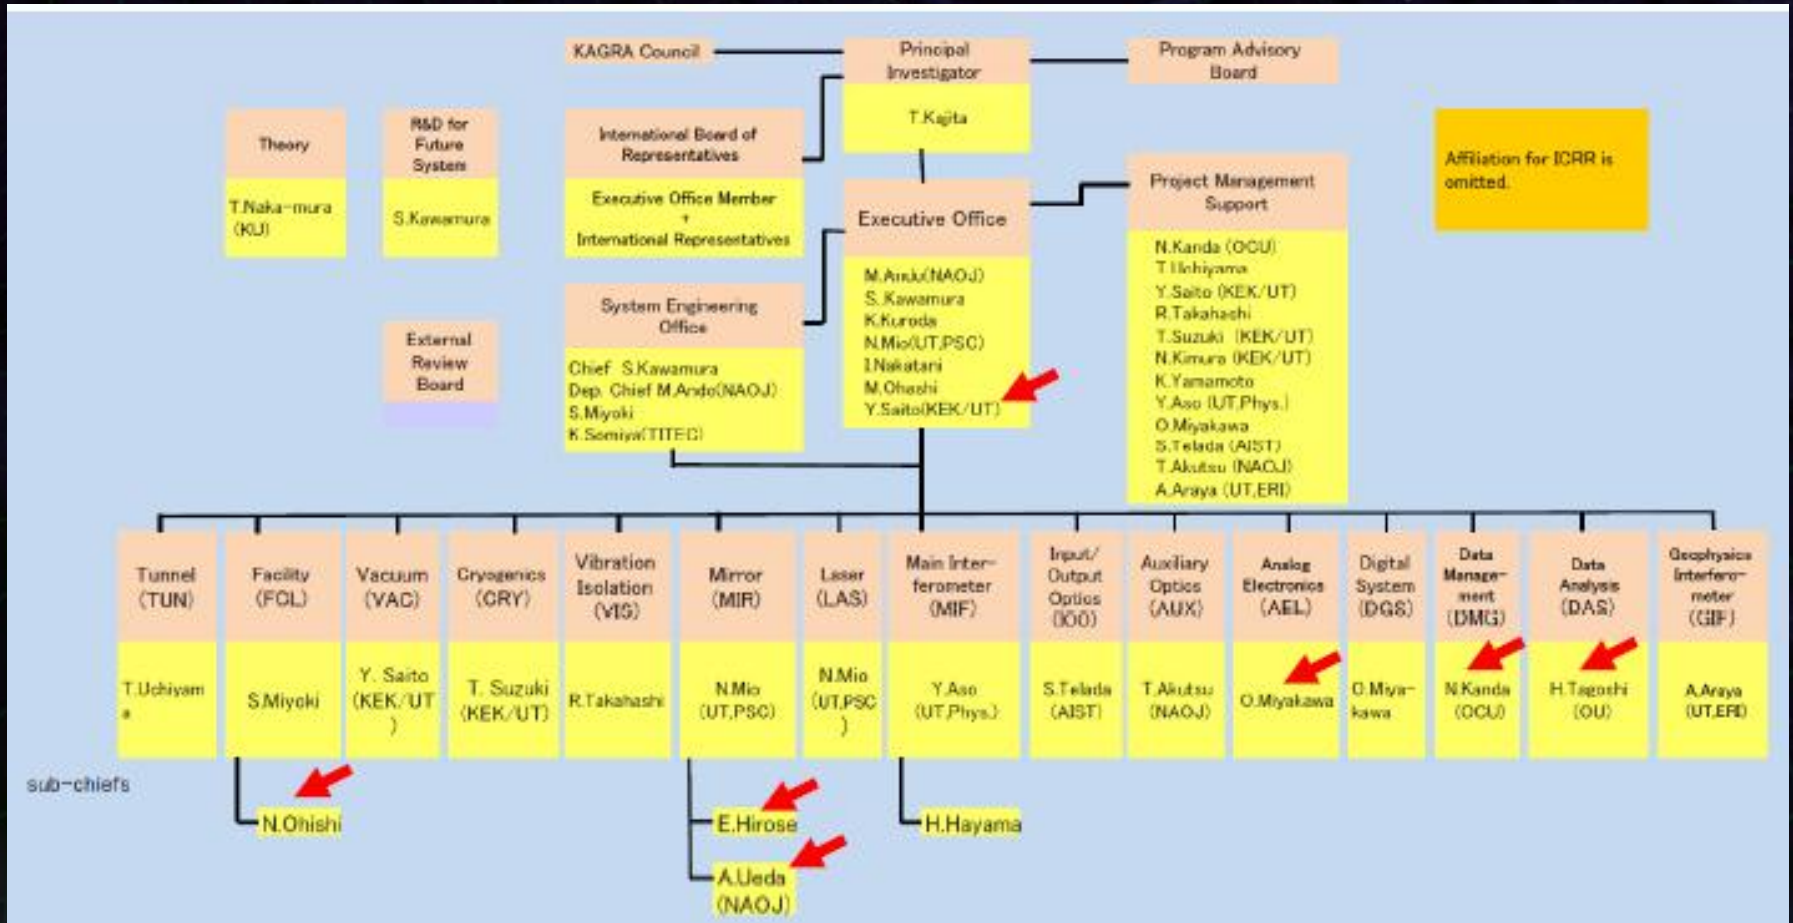 KAGRA Council
Principal
Investigator
T.Kajita
Program Advisory
Board
Theory
T.Naka-mura
(KU)
R&D for
Future
System
S.Kawamura
International Board of
Representatives
Executive Office Member
+
International Representatives
Executive Office
M.Ando(NAOJ)
S.Kawamura
K.Kuroda
N.Mio(UT,PSC)
I.Nakatani
M.Ohashi
Y.Saito(KEK/UT)
Project Management
Support
N.Kanda (OCU)
T.Uchiyama
Y.Saito (KEK/UT)
R.Takahashi
T.Suzuki (KEK/UT)
N.Kimura (KEK/UT)
K.Yamamoto
Y.Aso (UT,Phys.)
O.Miyakawa
S.Telada (AIST)
T.Akutsu (NAOJ)
A.Araya (UT,ERI)
Affiliation for ICRR is
omitted.
External
Review
Board
System Engineering
Office
Chief S.Kawamura
Dep. Chief M.Ando(NAOJ)
S.Miyoki
K.Somiya(TITEC)
Tunnel
(TUN)
T.Uchiyam
a
Facility
(FCL)
S.Miyoki
Vacuum
(VAC)
Y. Saito
(KEK/UT
)
Cryogenics
(CRY)
T. Suzuki
(KEK/UT)
Vibration
Isolation
(VIS)
R.Takahashi
Mirror
(MIR)
N.Mio
(UT,PSC)
Laser
(LAS)
N.Mio
(UT,PSC
)
Main Inter-
ferometer
(MIF)
Y.Aso
(UT,Phys.)
Input/
Output
Optics
(IOO)
S.Telada
(AIST)
Auxiliary
Optics
(AUX)
T.Akutsu
(NAOJ)
Analog
Electronics
(AEL)
O.Miyakawa
Digital
System
(DGS)
O.Miya-
kawa
Data
Manage-
ment
(DMG)
N.Kanda
(OCU)
Data
Analysis
(DAS)
H.Tagoshi
(OU)
Geophysics
Interfero-
meter
(GIF)
A.Araya
(UT,ERI)
sub-chiefs
N.Ohishi
E.Hirose
A.Ueda
(NAOJ)
H.Hayama